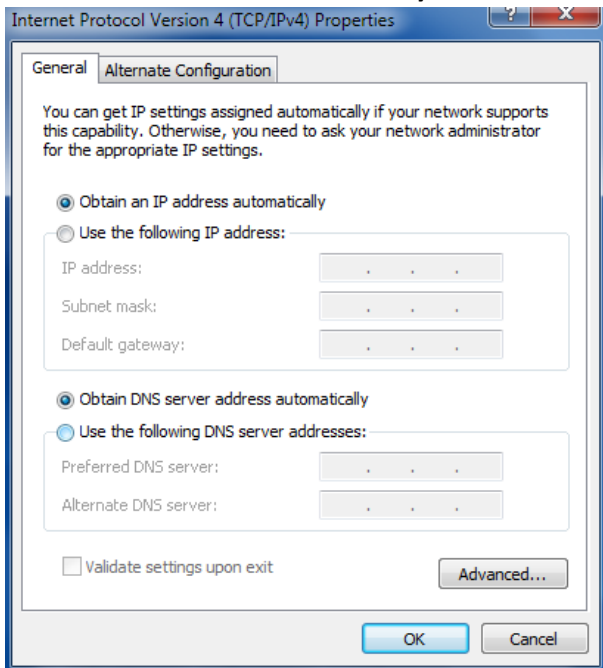 Internet Protocol Version 4 (TCP/IPv4) Properties
General
Alternate Configuration
You can get IP settings assigned automatically if your network supports
this capability. Otherwise, you need to ask your network administrator
for the appropriate IP settings.
Obtain an IP address automatically
Use the following IP address:
IP address:
Subnet mask:
Default gateway:
Obtain DNS server address automatically
Use the following DNS server addresses:
Preferred DNS server:
Alternate DNS server:
Validate settings upon exit
Advanced...
OK
Cancel